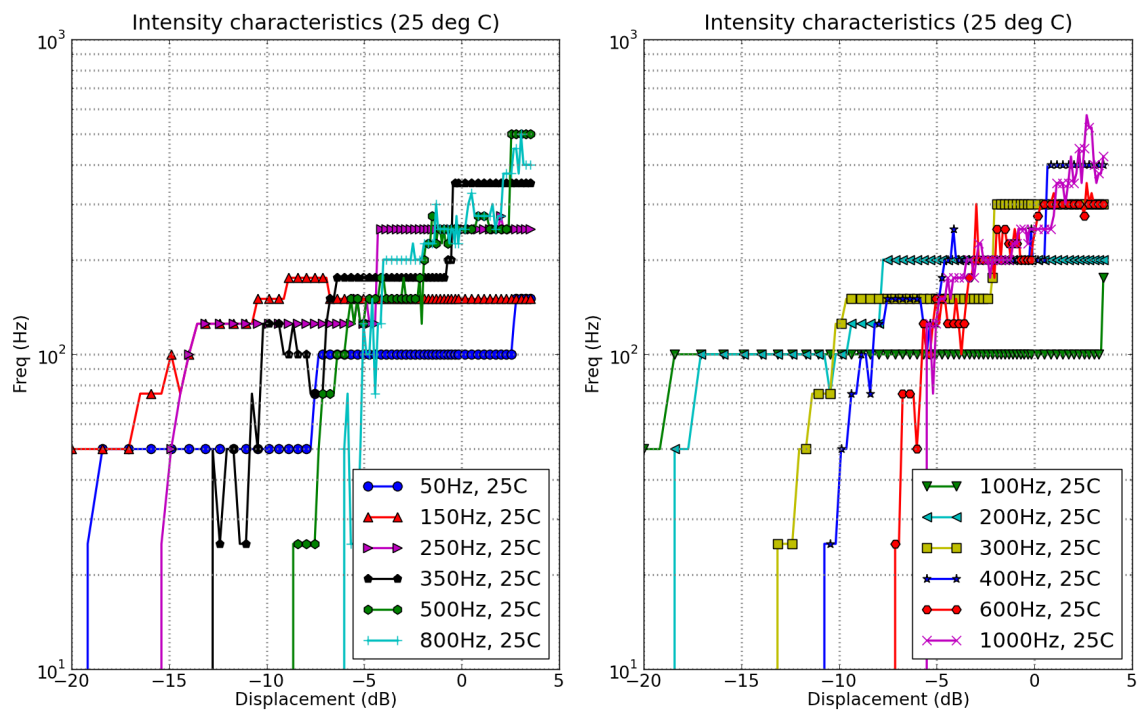 Intensity characteristics (25 deg C)
10³
10²
10¹
Freq (Hz)
−20 −15 −10 −5 0 5
Displacement (dB)
50Hz, 25C
150Hz, 25C
250Hz, 25C
350Hz, 25C
500Hz, 25C
800Hz, 25C
Intensity characteristics (25 deg C)
10³
10²
10¹
Freq (Hz)
−20 −15 −10 −5 0 5
Displacement (dB)
100Hz, 25C
200Hz, 25C
300Hz, 25C
400Hz, 25C
600Hz, 25C
1000Hz, 25C